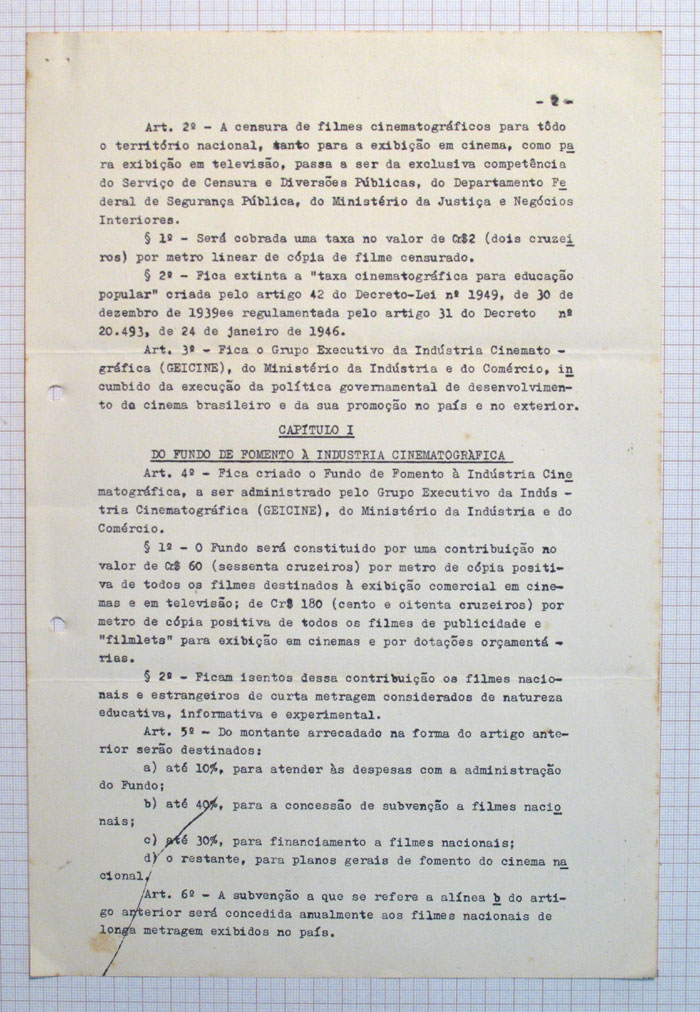 - 2 -
Art. 2º - A censura de filmes cinematográficos para tôdo
o território nacional, tanto para a exibição em cinema, como pa
ra exibição em televisão, passa a ser da exclusiva competência
do Serviço de Censura e Diversões Públicas, do Departamento Fe
deral de Segurança Pública, do Ministério da Justiça e Negócios
Interiores.
§ 1º - Será cobrada uma taxa no valor de Cr$2 (dois cruzei
ros) por metro linear de cópia de filme censurado.
§ 2º - Fica extinta a "taxa cinematográfica para educação
popular" criada pelo artigo 42 do Decreto-Lei nº 1949, de 30 de
dezembro de 1939ee regulamentada pelo artigo 31 do Decreto nº
20.493, de 24 de janeiro de 1946.
Art. 3º - Fica o Grupo Executivo da Indústria Cinemato -
gráfica (GEICINE), do Ministério da Indústria e do Comércio, in
cumbido da execução da política governamental de desenvolvimen-
to do cinema brasileiro e da sua promoção no país e no exterior.
CAPÍTULO I
DO FUNDO DE FOMENTO À INDUSTRIA CINEMATOGRÀFICA
Art. 4º - Fica criado o Fundo de Fomento à Indústria Cine
matográfica, a ser administrado pelo Grupo Executivo da Indús -
tria Cinematográfica (GEICINE), do Ministério da Indústria e do
Comércio.
§ 1º - O Fundo será constituido por uma contribuição no
valor de Cr$ 60 (sessenta cruzeiros) por metro de cópia positi-
va de todos os filmes destinados à exibição comercial em cine-
mas e em televisão; de Cr$ 180 (cento e oitenta cruzeiros) por
metro de cópia positiva de todos os filmes de publicidade e
"filmlets" para exibição em cinemas e por dotações orçamentá -
rias.
§ 2º - Ficam isentos dessa contribuição os filmes nacio-
nais e estrangeiros de curta metragem considerados de natureza
educativa, informativa e experimental.
Art. 5º - Do montante arrecadado na forma do artigo ante-
rior serão destinados:
a) até 10%, para atender às despesas com a administração
do Fundo;
b) até 40%, para a concessão de subvenção a filmes nacio
nais;
c) até 30%, para financiamento a filmes nacionais;
d) o restante, para planos gerais de fomento do cinema na
cional,
Art. 6º - A subvenção a que se refere a alínea b do arti-
go anterior será concedida anualmente aos filmes nacionais de
longa metragem exibidos no país.